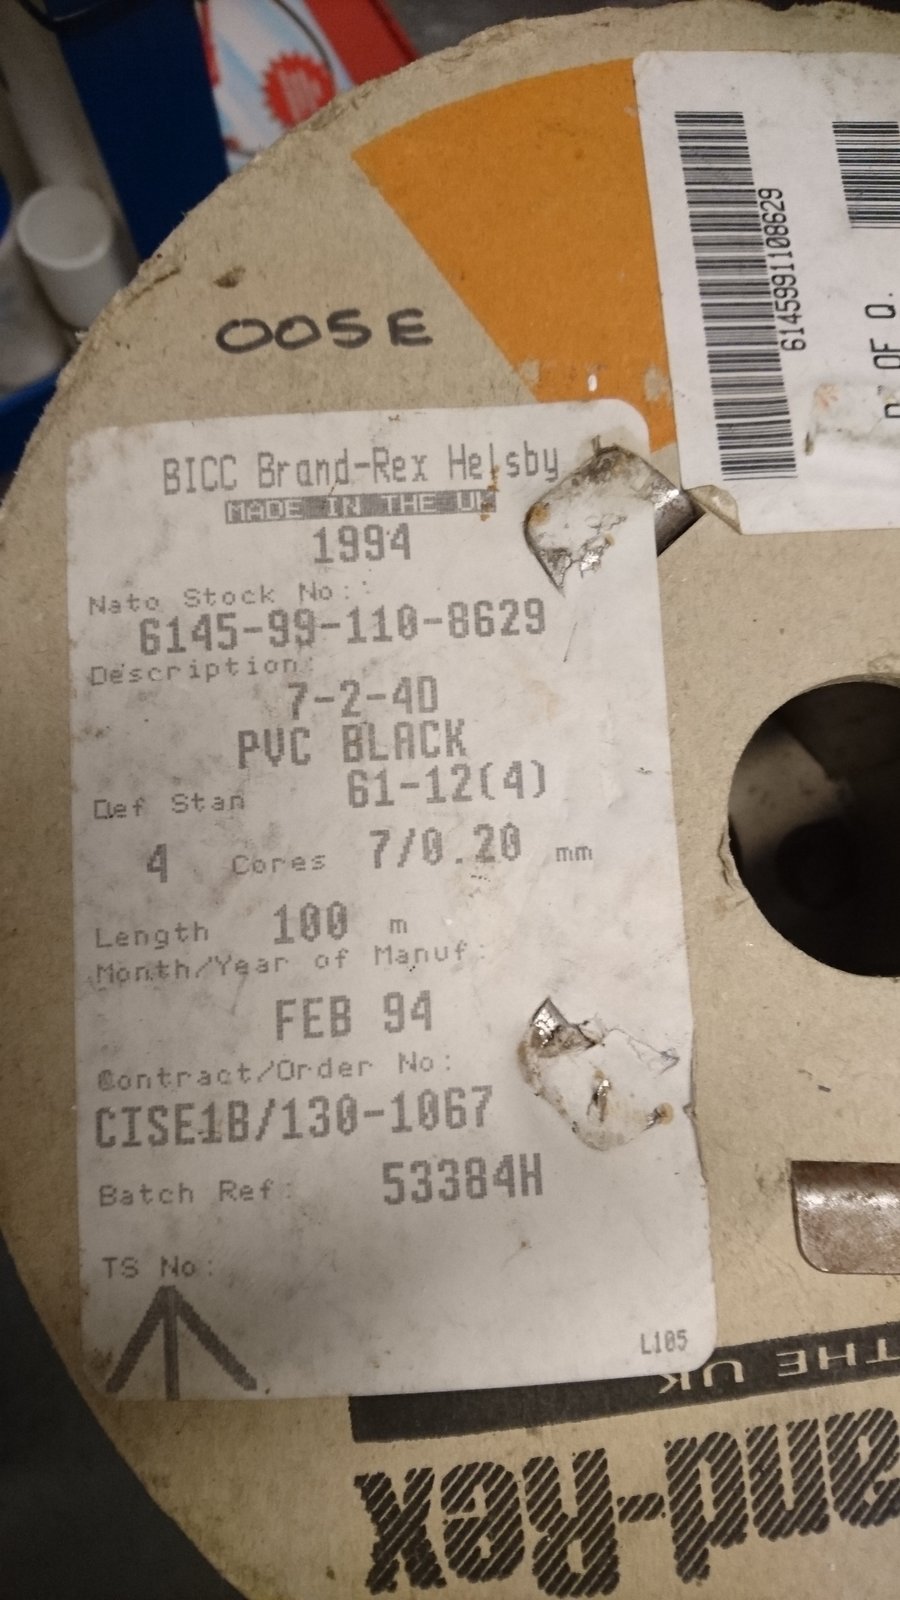 6145991108629
OF Q.
OOSE
BICC Brand-Rex Helsby
MADE IN THE UK
1994
Nato Stock No:
6145-99-110-8629
Description:
7-2-4D
PVC BLACK
Def Stan 61-12(4)
4 Cores 7/0.20 mm
Length 100 m
Month/Year of Manuf:
FEB 94
Contract/Order No:
CISE1B/130-1067
Batch Ref: 53384H
TS No:
L105
THE UK
and-Rex